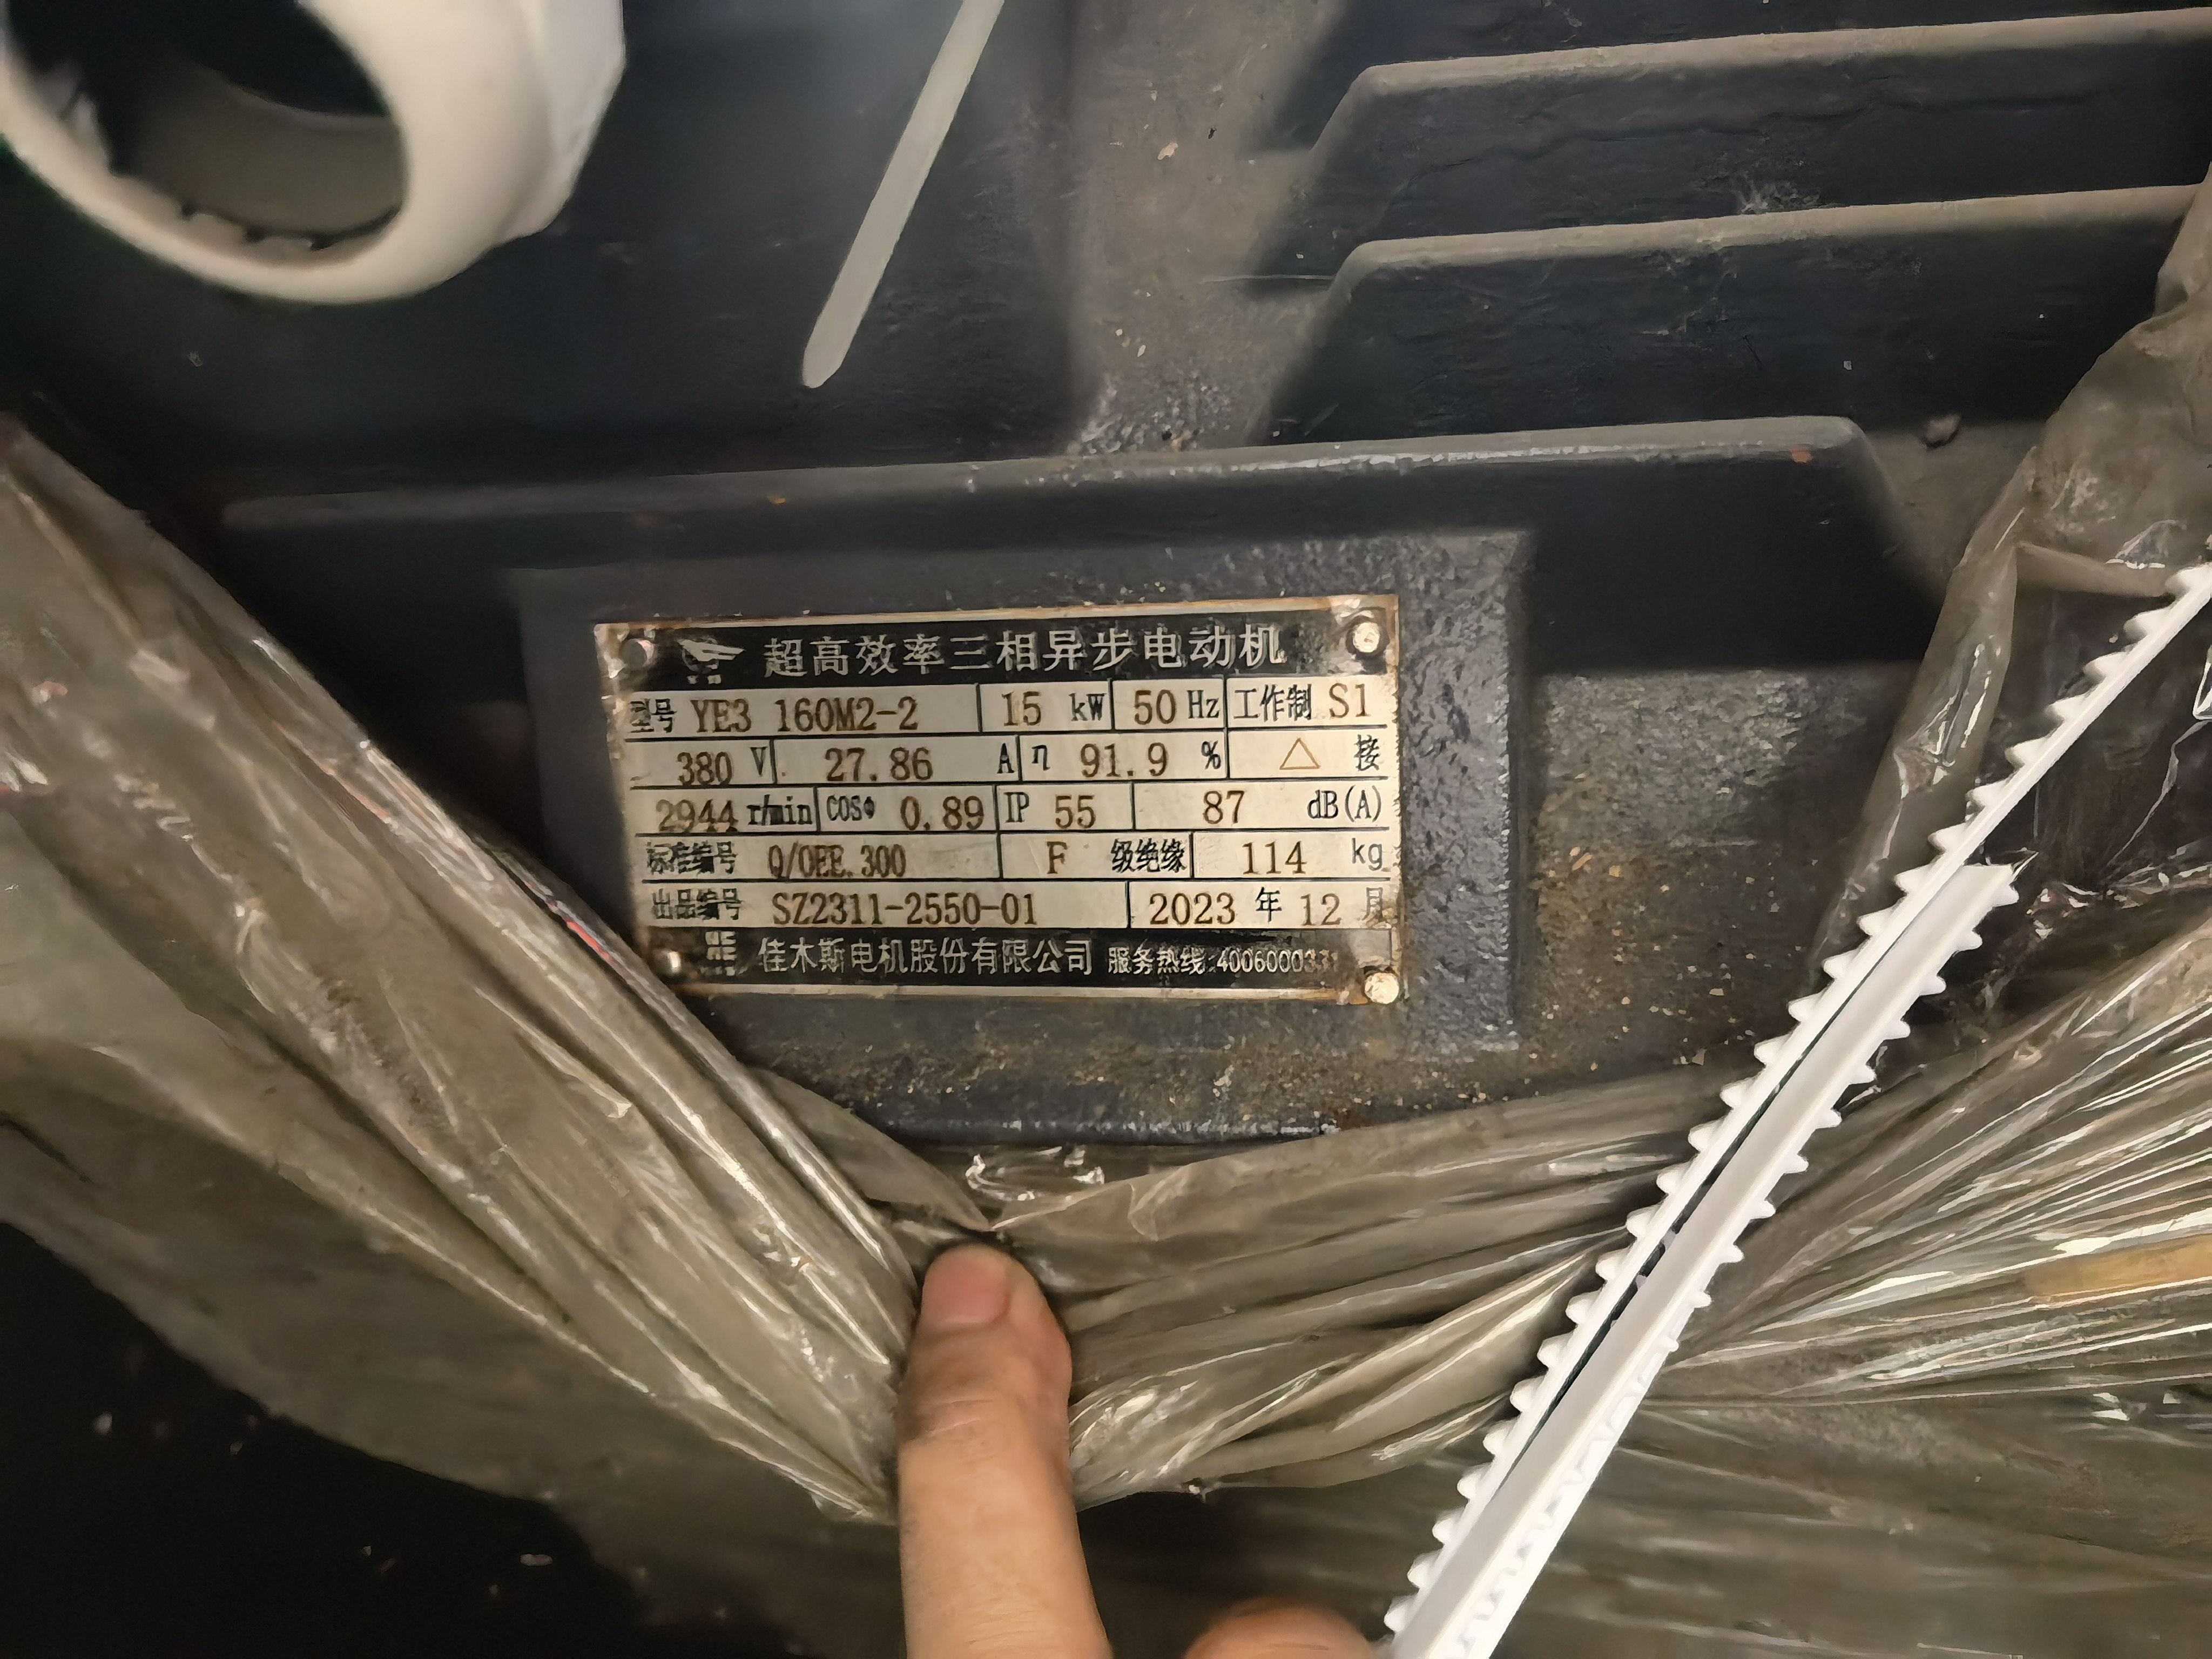 超高效率三相异步电动机
型号 YE3 160M2-2 15 kW 50 Hz 工作制 S1
380 V 27.86 A η 91.9 % △ 接
2944 r/min COSΦ 0.89 IP 55 87 dB(A)
标准编号 Q/OEE.300 F 级绝缘 114 kg
出品编号 SZ2311-2550-01 2023 年 12 月
佳木斯电机股份有限公司 服务热线: